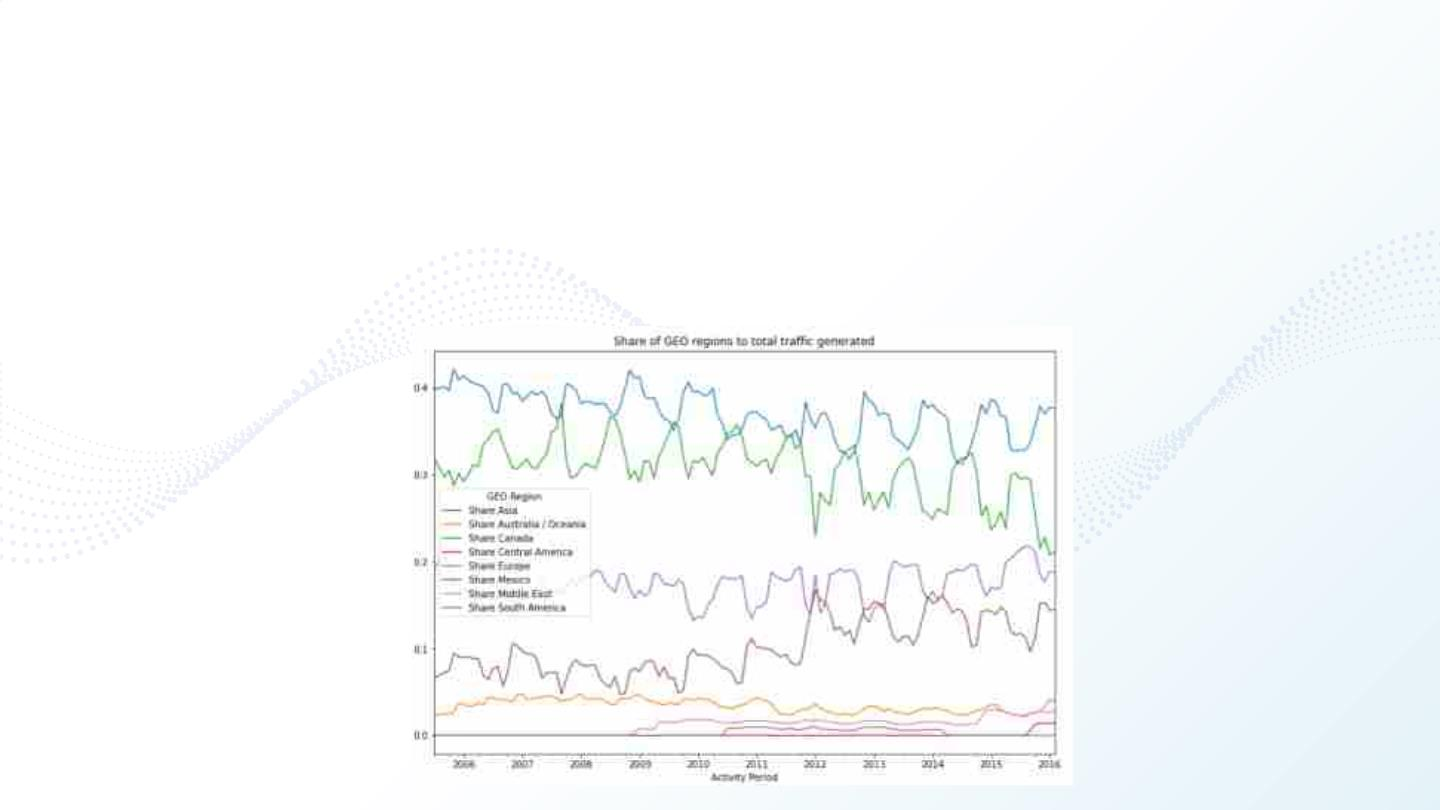 Share of GEO regions to total traffic generated
0.4
0.3
GEO Region
Share Asia
Share Australia / Oceania
Share Canada
Share Central America
Share Europe
Share Mexico
Share Middle East
Share South America
0.2
0.1
0.0
2006 2007 2008 2009 2010 2011 2012 2013 2014 2015 2016
Activity Period